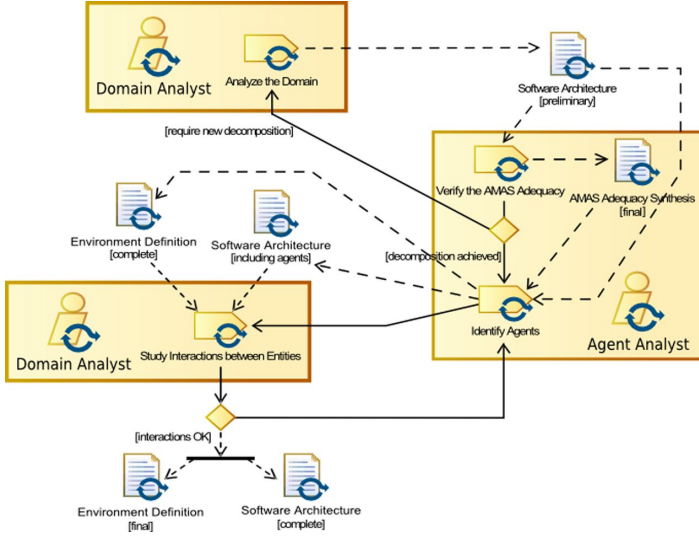 Domain Analyst
Analyze the Domain
Software Architecture
[preliminary]
[require new decomposition]
Verify the AMAS Adequacy
AMAS Adequacy Synthesis
[final]
Environment Definition
[complete]
Software Architecture
[including agents]
[decomposition achieved]
Identify Agents
Agent Analyst
Domain Analyst
Study Interactions between Entities
[interactions OK]
Environment Definition
[final]
Software Architecture
[complete]